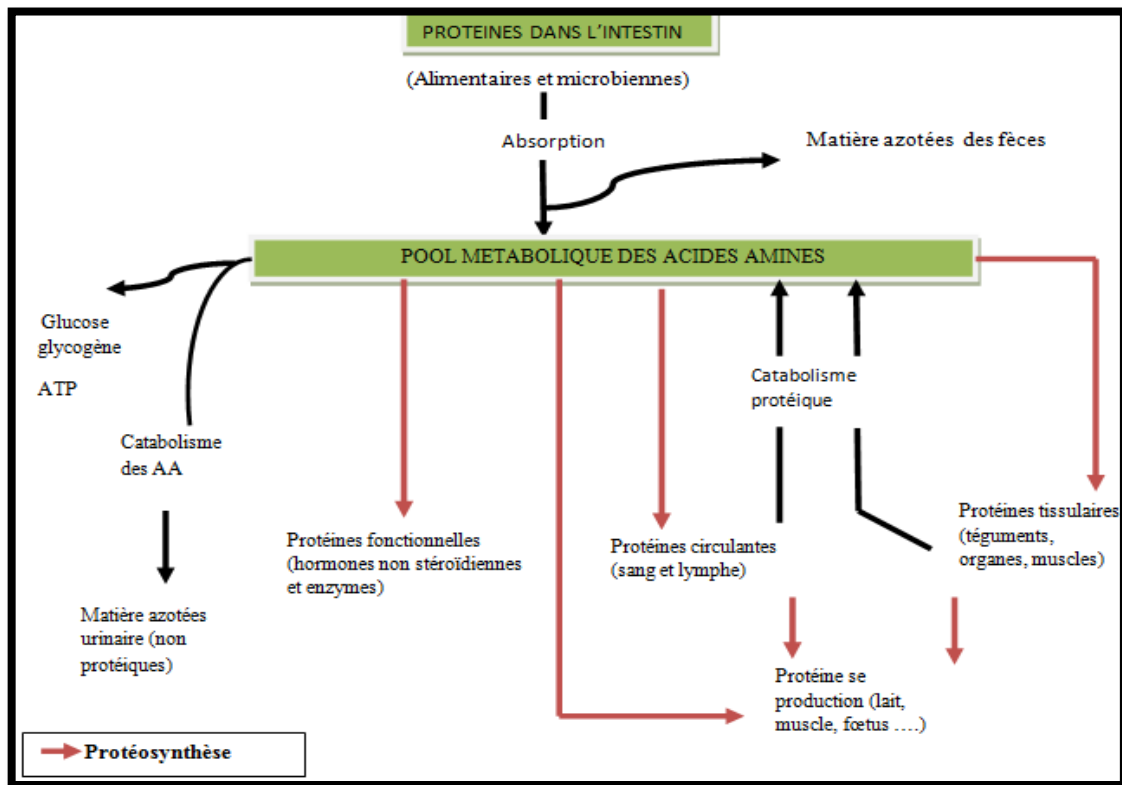 PROTEINES DANS L'INTESTIN
(Alimentaires et microbiennes)
Absorption
Matière azotées des fèces
POOL METABOLIQUE DES ACIDES AMINES
Glucose
glycogène
ATP
Catabolisme
protéique
Catabolisme
des AA
Protéines fonctionnelles
(hormones non stéroïdiennes
et enzymes)
Protéines circulantes
(sang et lymphe)
Protéines tissulaires
(téguments,
organes, muscles)
Matière azotées
urinaire (non
protéiques)
Protéine se
production (lait,
muscle, fœtus ….)
Protéosynthèse